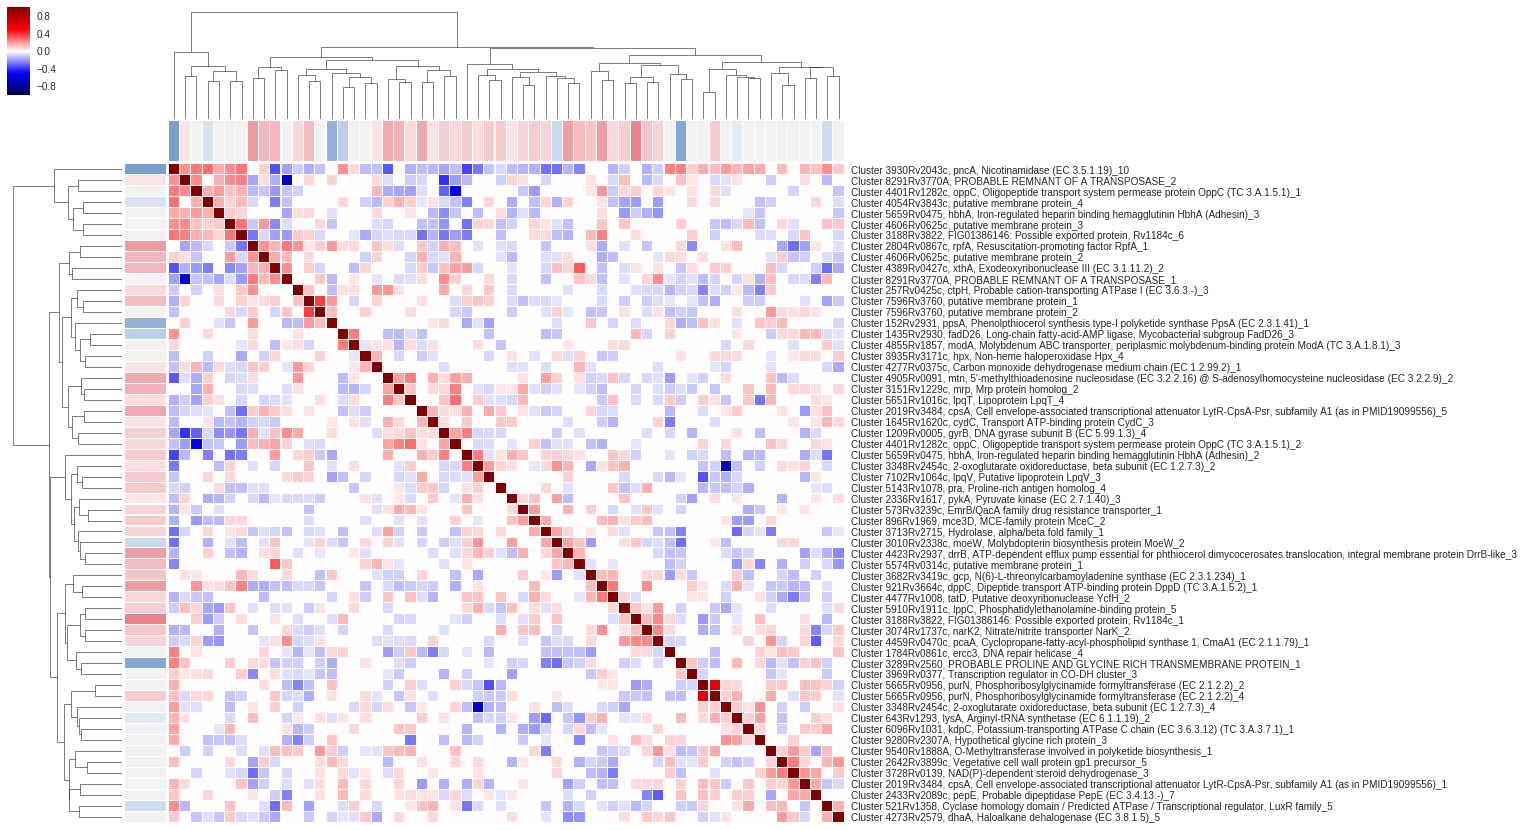 0.8
0.4
0.0
−0.4
−0.8
Cluster 3930Rv2043c, pncA, Nicotinamidase (EC 3.5.1.19)_10
Cluster 8291Rv3770A, PROBABLE REMNANT OF A TRANSPOSASE_2
Cluster 4401Rv1282c, oppC, Oligopeptide transport system permease protein OppC (TC 3.A.1.5.1)_1
Cluster 4054Rv3843c, putative membrane protein_4
Cluster 5659Rv0475, hbhA, Iron-regulated heparin binding hemagglutinin HbhA (Adhesin)_3
Cluster 4606Rv0625c, putative membrane protein_3
Cluster 3188Rv3822, FIG01386146: Possible exported protein, Rv1184c_6
Cluster 2804Rv0867c, rpfA, Resuscitation-promoting factor RpfA_1
Cluster 4606Rv0625c, putative membrane protein_2
Cluster 4389Rv0427c, xthA, Exodeoxyribonuclease III (EC 3.1.11.2)_2
Cluster 8291Rv3770A, PROBABLE REMNANT OF A TRANSPOSASE_1
Cluster 257Rv0425c, ctpH, Probable cation-transporting ATPase I (EC 3.6.3.-)_3
Cluster 7596Rv3760, putative membrane protein_1
Cluster 7596Rv3760, putative membrane protein_2
Cluster 152Rv2931, ppsA, Phenolpthiocerol synthesis type-I polyketide synthase PpsA (EC 2.3.1.41)_1
Cluster 1435Rv2930, fadD26, Long-chain fatty-acid-AMP ligase, Mycobacterial subgroup FadD26_3
Cluster 4855Rv1857, modA, Molybdenum ABC transporter, periplasmic molybdenum-binding protein ModA (TC 3.A.1.8.1)_3
Cluster 3935Rv3171c, hpx, Non-heme haloperoxidase Hpx_4
Cluster 4277Rv0375c, Carbon monoxide dehydrogenase medium chain (EC 1.2.99.2)_1
Cluster 4905Rv0091, mtn, 5'-methylthioadenosine nucleosidase (EC 3.2.2.16) @ S-adenosylhomocysteine nucleosidase (EC 3.2.2.9)_2
Cluster 3151Rv1229c, mrp, Mrp protein homolog_2
Cluster 5651Rv1016c, lpqT, Lipoprotein LpqT_4
Cluster 2019Rv3484, cpsA, Cell envelope-associated transcriptional attenuator LytR-CpsA-Psr, subfamily A1 (as in PMID19099556)_5
Cluster 1645Rv1620c, cydC, Transport ATP-binding protein CydC_3
Cluster 1209Rv0005, gyrB, DNA gyrase subunit B (EC 5.99.1.3)_4
Cluster 4401Rv1282c, oppC, Oligopeptide transport system permease protein OppC (TC 3.A.1.5.1)_2
Cluster 5659Rv0475, hbhA, Iron-regulated heparin binding hemagglutinin HbhA (Adhesin)_2
Cluster 3348Rv2454c, 2-oxoglutarate oxidoreductase, beta subunit (EC 1.2.7.3)_2
Cluster 7102Rv1064c, lpqV, Putative lipoprotein LpqV_3
Cluster 5143Rv1078, pra, Proline-rich antigen homolog_4
Cluster 2336Rv1617, pykA, Pyruvate kinase (EC 2.7.1.40)_3
Cluster 573Rv3239c, EmrB/QacA family drug resistance transporter_1
Cluster 896Rv1969, mce3D, MCE-family protein MceC_2
Cluster 3713Rv2715, Hydrolase, alpha/beta fold family_1
Cluster 3010Rv2338c, moeW, Molybdopterin biosynthesis protein MoeW_2
Cluster 4423Rv2937, drrB, ATP-dependent efflux pump essential for phthiocerol dimycocerosates translocation, integral membrane protein DrrB-like_3
Cluster 5574Rv0314c, putative membrane protein_1
Cluster 3682Rv3419c, gcp, N(6)-L-threonylcarbamoyladenine synthase (EC 2.3.1.234)_1
Cluster 921Rv3664c, dppC, Dipeptide transport ATP-binding protein DppD (TC 3.A.1.5.2)_1
Cluster 4477Rv1008, tatD, Putative deoxyribonuclease YcfH_2
Cluster 5910Rv1911c, lppC, Phosphatidylethanolamine-binding protein_5
Cluster 3188Rv3822, FIG01386146: Possible exported protein, Rv1184c_1
Cluster 3074Rv1737c, narK2, Nitrate/nitrite transporter NarK_2
Cluster 4459Rv0470c, pcaA, Cyclopropane-fatty-acyl-phospholipid synthase 1, CmaA1 (EC 2.1.1.79)_1
Cluster 1784Rv0861c, ercc3, DNA repair helicase_4
Cluster 3289Rv2560, PROBABLE PROLINE AND GLYCINE RICH TRANSMEMBRANE PROTEIN_1
Cluster 3969Rv0377, Transcription regulator in CO-DH cluster_3
Cluster 5665Rv0956, purN, Phosphoribosylglycinamide formyltransferase (EC 2.1.2.2)_2
Cluster 5665Rv0956, purN, Phosphoribosylglycinamide formyltransferase (EC 2.1.2.2)_4
Cluster 3348Rv2454c, 2-oxoglutarate oxidoreductase, beta subunit (EC 1.2.7.3)_4
Cluster 643Rv1293, lysA, Arginyl-tRNA synthetase (EC 6.1.1.19)_2
Cluster 6096Rv1031, kdpC, Potassium-transporting ATPase C chain (EC 3.6.3.12) (TC 3.A.3.7.1)_1
Cluster 9280Rv2307A, Hypothetical glycine rich protein_3
Cluster 9540Rv1888A, O-Methyltransferase involved in polyketide biosynthesis_1
Cluster 2642Rv3899c, Vegetative cell wall protein gp1 precursor_5
Cluster 3728Rv0139, NAD(P)-dependent steroid dehydrogenase_3
Cluster 2019Rv3484, cpsA, Cell envelope-associated transcriptional attenuator LytR-CpsA-Psr, subfamily A1 (as in PMID19099556)_1
Cluster 2433Rv2089c, pepE, Probable dipeptidase PepE (EC 3.4.13.-)_7
Cluster 521Rv1358, Cyclase homology domain / Predicted ATPase / Transcriptional regulator, LuxR family_5
Cluster 4273Rv2579, dhaA, Haloalkane dehalogenase (EC 3.8.1.5)_5